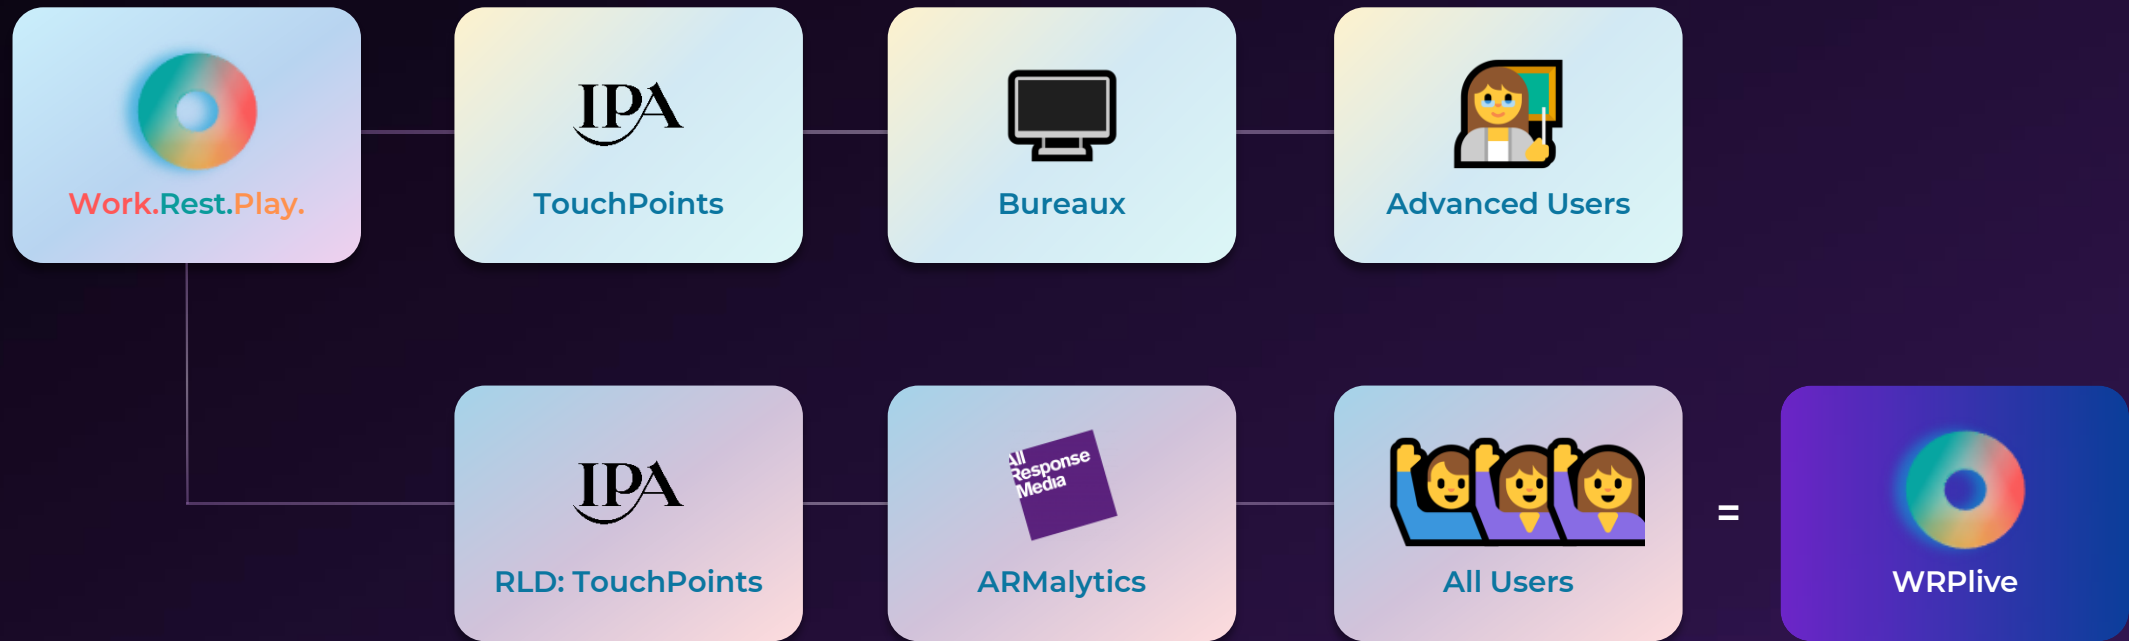 IPA
Work.Rest.Play.
TouchPoints
Bureaux
Advanced Users
IPA
All
Response
Media
=
RLD: TouchPoints
ARMalytics
All Users
WRPlive